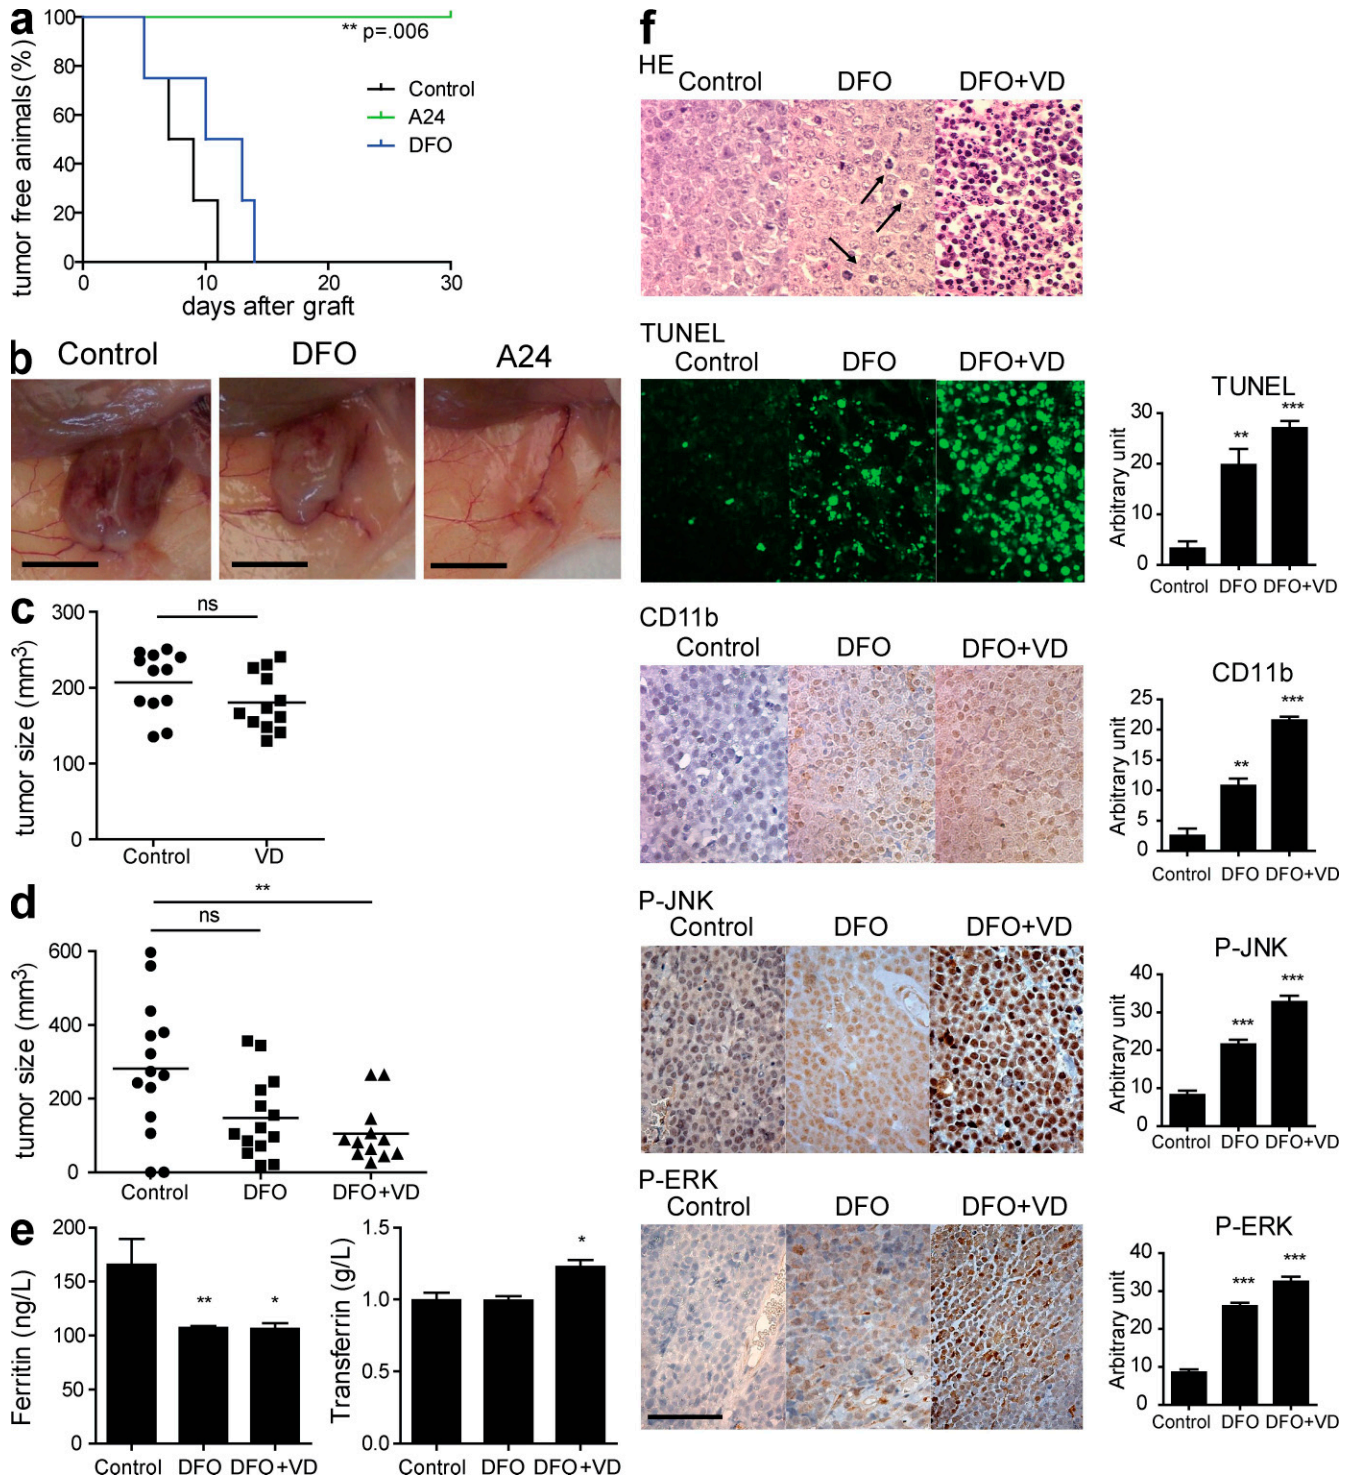 a
tumor free animals(%)
100
80
60
40
20
0
** p=.006
Control
A24
DFO
0 10 20 30
days after graft
b
Control DFO A24
c
ns
tumor size (mm3)
300
200
100
0
Control VD
d
**
ns
tumor size (mm3)
600
400
200
0
Control DFO DFO+VD
e
Ferritin (ng/L)
200
150
100
50
0
** *
Control DFO DFO+VD
Transferrin (g/L)
1.5
1.0
0.5
0.0
*
Control DFO DFO+VD
f
HE
Control DFO DFO+VD
TUNEL
Control DFO DFO+VD
TUNEL
Arbitrary unit
30
20
10
0
** ***
Control DFO DFO+VD
CD11b
Control DFO DFO+VD
CD11b
Arbitrary unit
25
20
15
10
5
0
** ***
Control DFO DFO+VD
P-JNK
Control DFO DFO+VD
P-JNK
Arbitrary unit
40
30
20
10
0
*** ***
Control DFO DFO+VD
P-ERK
Control DFO DFO+VD
P-ERK
Arbitrary unit
40
30
20
10
0
*** ***
Control DFO DFO+VD